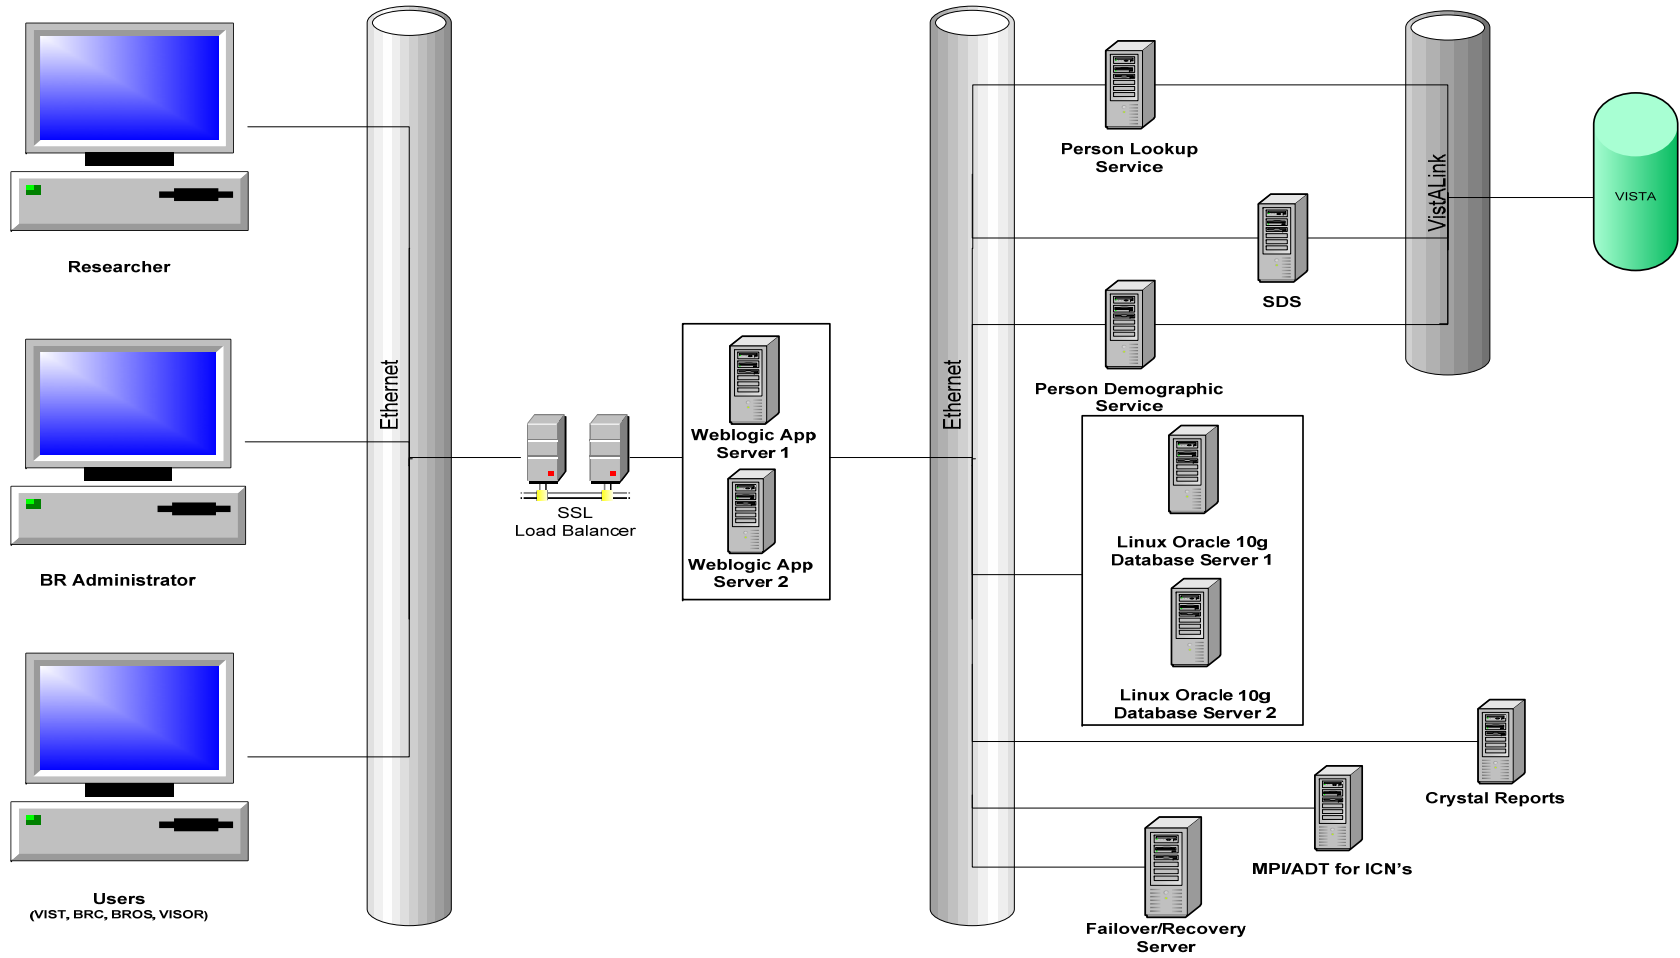 Researcher
BR Administrator
Users
(VIST, BRC, BROS, VISOR)
Ethernet
SSL
Load Balancer
Weblogic App
Server 1
Weblogic App
Server 2
Ethernet
Person Lookup
Service
SDS
Person Demographic
Service
Linux Oracle 10g
Database Server 1
Linux Oracle 10g
Database Server 2
Crystal Reports
MPI/ADT for ICN's
Failover/Recovery
Server
VistALink
VISTA